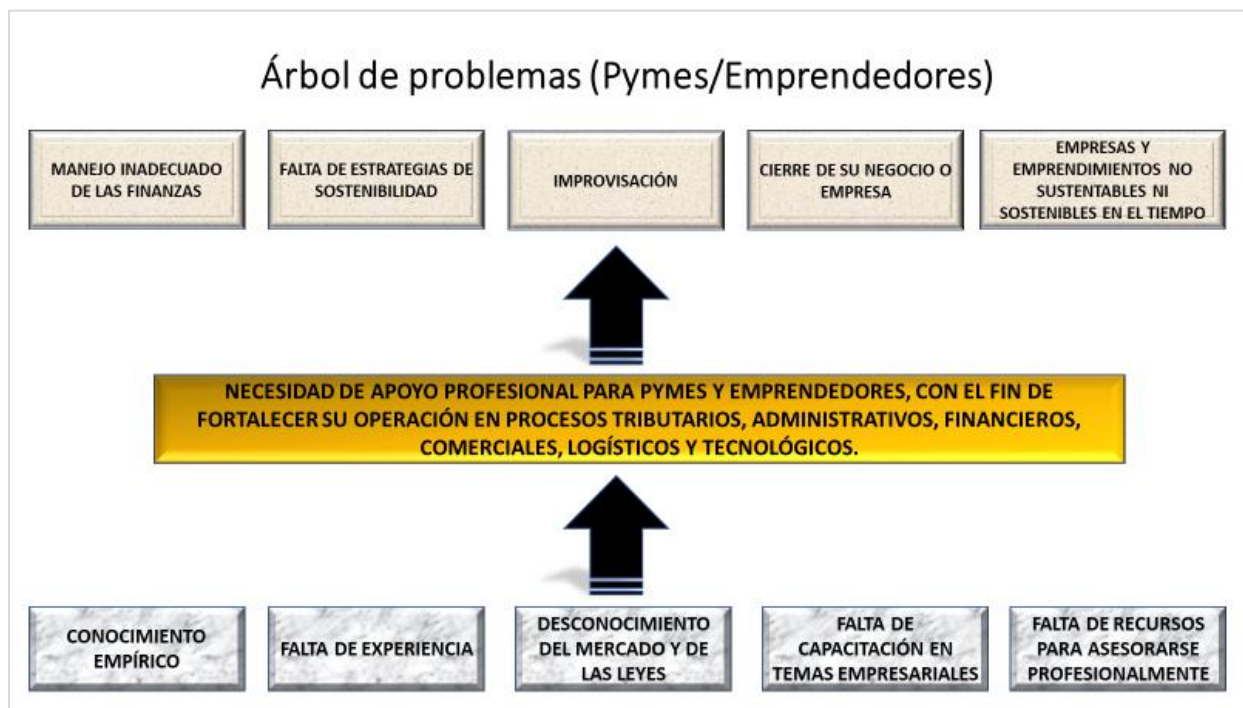 Árbol de problemas (Pymes/Emprendedores)
MANEJO INADECUADO
DE LAS FINANZAS
FALTA DE ESTRATEGIAS DE
SOSTENIBILIDAD
IMPROVISACIÓN
CIERRE DE SU NEGOCIO O
EMPRESA
EMPRESAS Y
EMPRENDIMIENTOS NO
SUSTENTABLES NI
SOSTENIBLES EN EL TIEMPO
NECESIDAD DE APOYO PROFESIONAL PARA PYMES Y EMPRENDEDORES, CON EL FIN DE
FORTALECER SU OPERACIÓN EN PROCESOS TRIBUTARIOS, ADMINISTRATIVOS, FINANCIEROS,
COMERCIALES, LOGÍSTICOS Y TECNOLÓGICOS.
CONOCIMIENTO
EMPÍRICO
FALTA DE EXPERIENCIA
DESCONOCIMIENTO
DEL MERCADO Y DE
LAS LEYES
FALTA DE
CAPACITACIÓN EN
TEMAS EMPRESARIALES
FALTA DE RECURSOS
PARA ASESORARSE
PROFESIONALMENTE